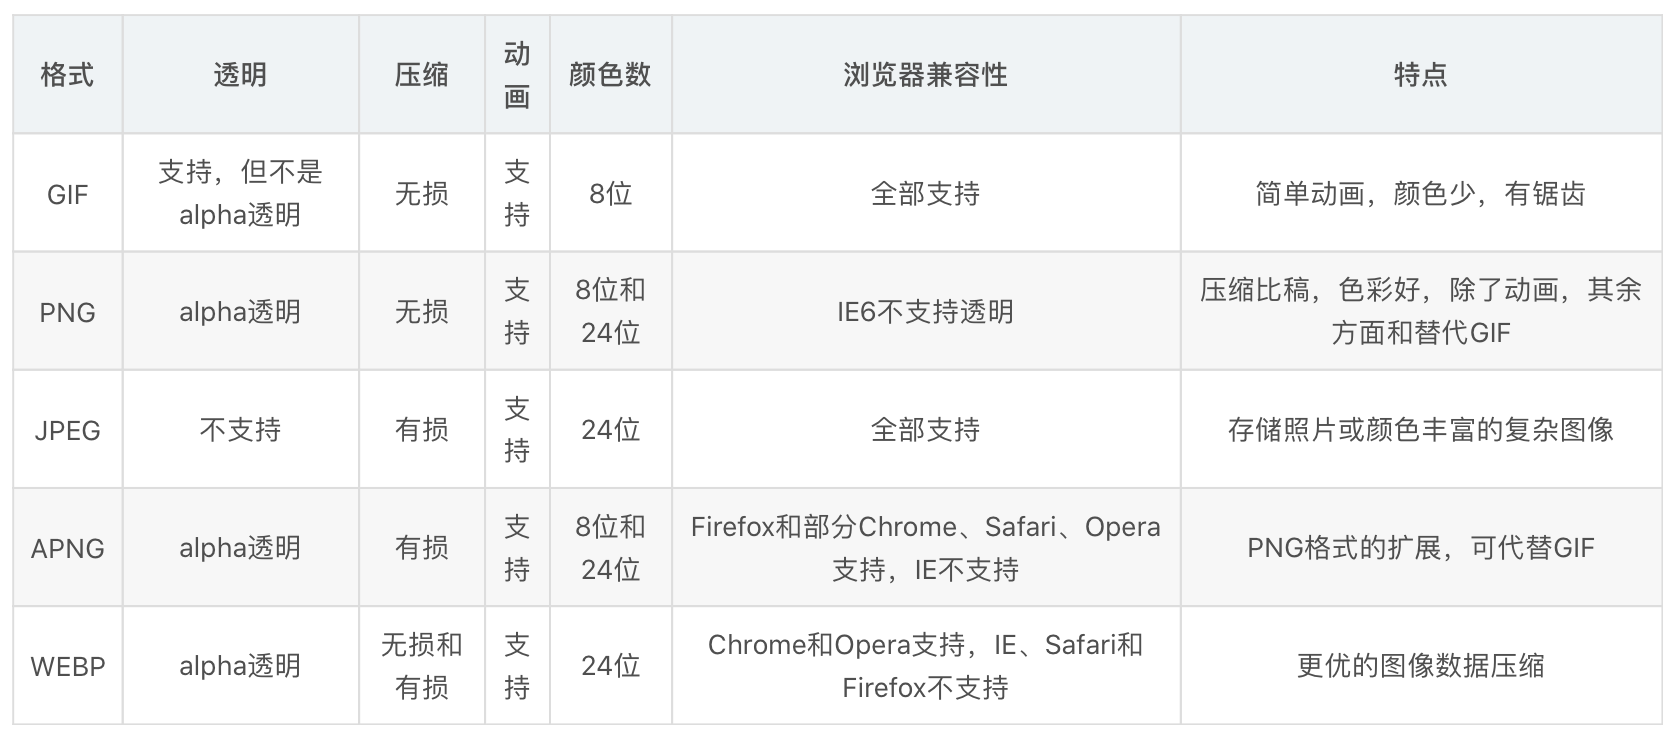 格式 透明 压缩 动画 颜色数 浏览器兼容性 特点
GIF 支持，但不是alpha透明 无损 支持 8位 全部支持 简单动画，颜色少，有锯齿
PNG alpha透明 无损 支持 8位和24位 IE6不支持透明 压缩比稿，色彩好，除了动画，其余方面和替代GIF
JPEG 不支持 有损 支持 24位 全部支持 存储照片或颜色丰富的复杂图像
APNG alpha透明 有损 支持 8位和24位 Firefox和部分Chrome、Safari、Opera支持，IE不支持 PNG格式的扩展，可代替GIF
WEBP alpha透明 无损和有损 支持 24位 Chrome和Opera支持，IE、Safari和Firefox不支持 更优的图像数据压缩